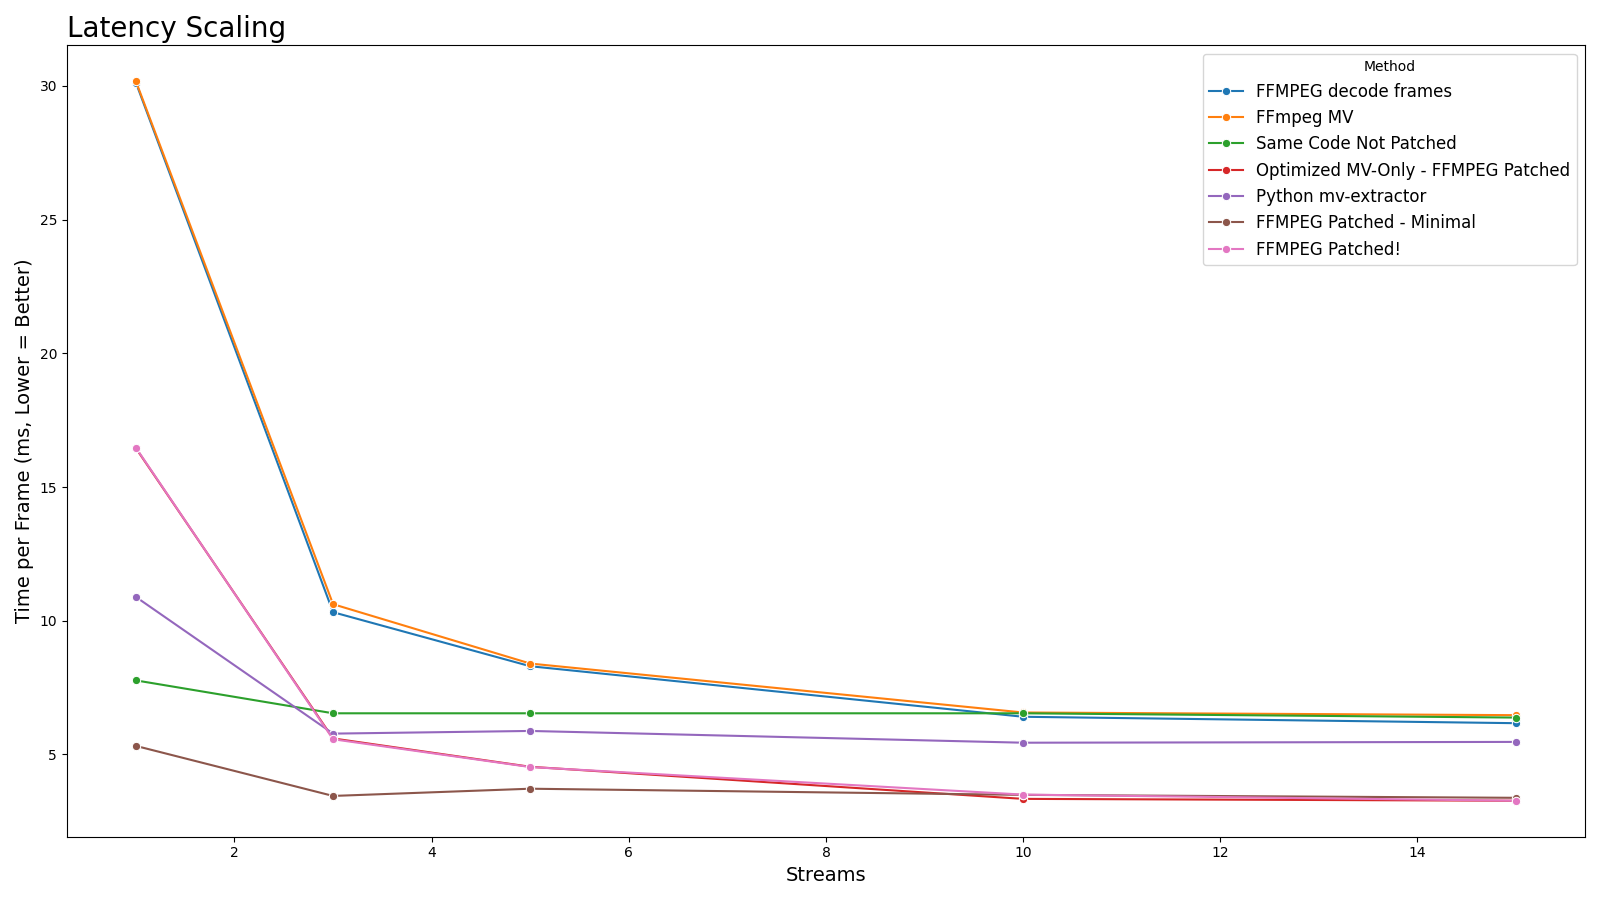 Latency Scaling
Time per Frame (ms, Lower = Better)
30
25
20
15
10
5
Method
FFMPEG decode frames
FFmpeg MV
Same Code Not Patched
Optimized MV-Only - FFMPEG Patched
Python mv-extractor
FFMPEG Patched - Minimal
FFMPEG Patched!
2 4 6 8 10 12 14
Streams